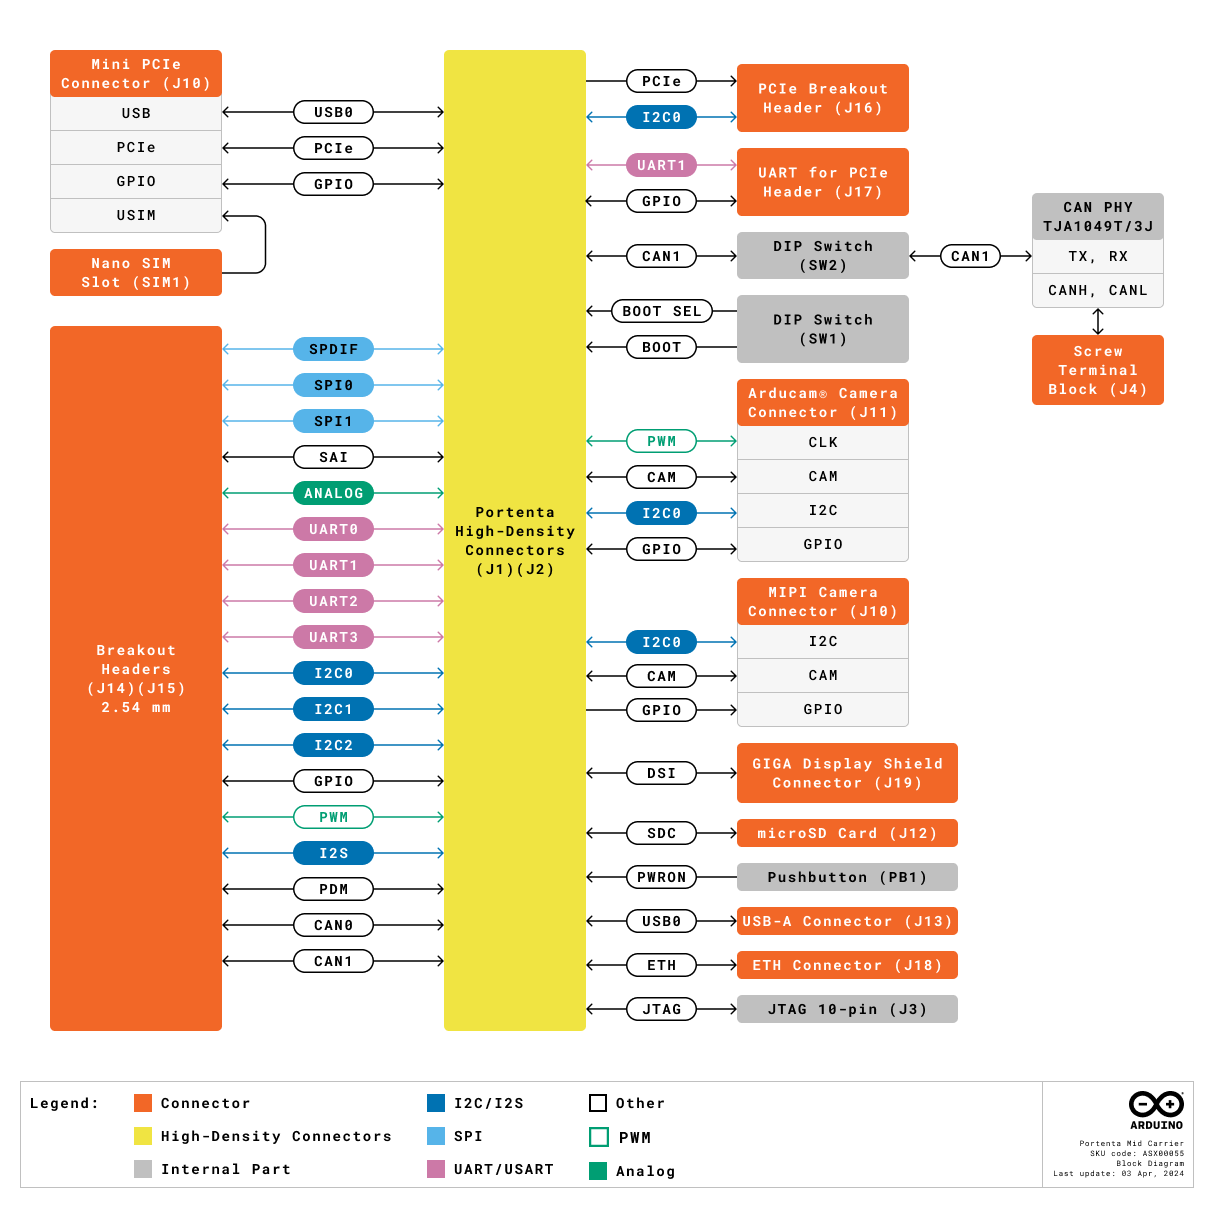 Mini PCIe
Connector (J10)
USB
PCIe
GPIO
USIM
Nano SIM
Slot (SIM1)
USB0
PCIe
GPIO
Breakout
Headers
(J14)(J15)
2.54 mm
SPDIF
SPI0
SPI1
SAI
ANALOG
UART0
UART1
UART2
UART3
I2C0
I2C1
I2C2
GPIO
PWM
I2S
PDM
CAN0
CAN1
Portenta
High-Density
Connectors
(J1)(J2)
PCIe
I2C0
PCIe Breakout
Header (J16)
UART1
GPIO
UART for PCIe
Header (J17)
CAN1
DIP Switch
(SW2)
CAN1
CAN PHY
TJA1049T/3J
TX, RX
CANH, CANL
Screw
Terminal
Block (J4)
BOOT SEL
BOOT
DIP Switch
(SW1)
Arducam® Camera
Connector (J11)
PWM
CLK
CAM
CAM
I2C0
I2C
GPIO
GPIO
MIPI Camera
Connector (J10)
I2C0
I2C
CAM
CAM
GPIO
GPIO
DSI
GIGA Display Shield
Connector (J19)
SDC
microSD Card (J12)
PWRON
Pushbutton (PB1)
USB0
USB-A Connector (J13)
ETH
ETH Connector (J18)
JTAG
JTAG 10-pin (J3)
Legend:
Connector
High-Density Connectors
Internal Part
I2C/I2S
SPI
UART/USART
Other
PWM
Analog
ARDUINO
Portenta Mid Carrier
SKU code: ASX00055
Block Diagram
Last update: 03 Apr, 2024